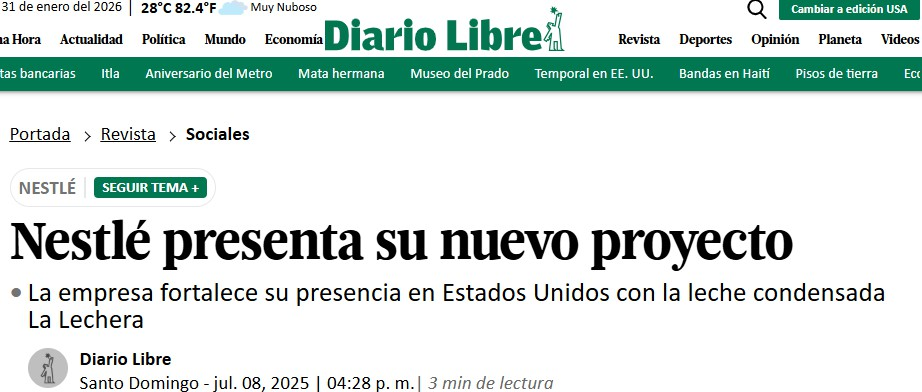 31 de enero del 2026 | 28°C 82.4°F Muy Nuboso
Cambiar a edición USA
Hora Actualidad Política Mundo Economía Diario Libre Revista Deportes Opinión Planeta Videos
bancarias Itla Aniversario del Metro Mata hermana Museo del Prado Temporal en EE. UU. Bandas en Haití Pisos de tierra
Portada > Revista > Sociales
NESTLÉ | SEGUIR TEMA +
Nestlé presenta su nuevo proyecto
• La empresa fortalece su presencia en Estados Unidos con la leche condensada
La Lechera
Diario Libre
Santo Domingo - jul. 08, 2025 | 04:28 p. m.| 3 min de lectura